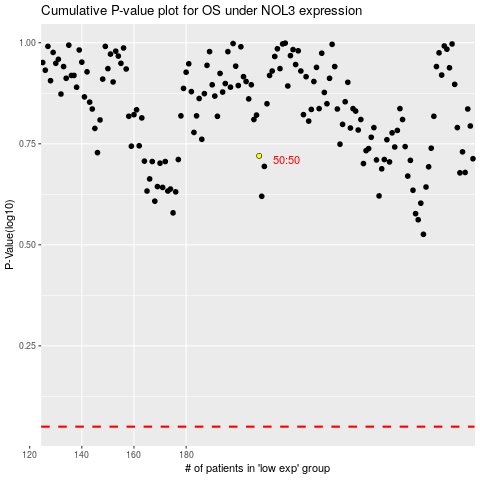 Cumulative P-value plot for OS under NOL3 expression
P-Value(log10)
1.00
0.75
0.50
0.25
50:50
120 140 160 180
# of patients in 'low exp' group